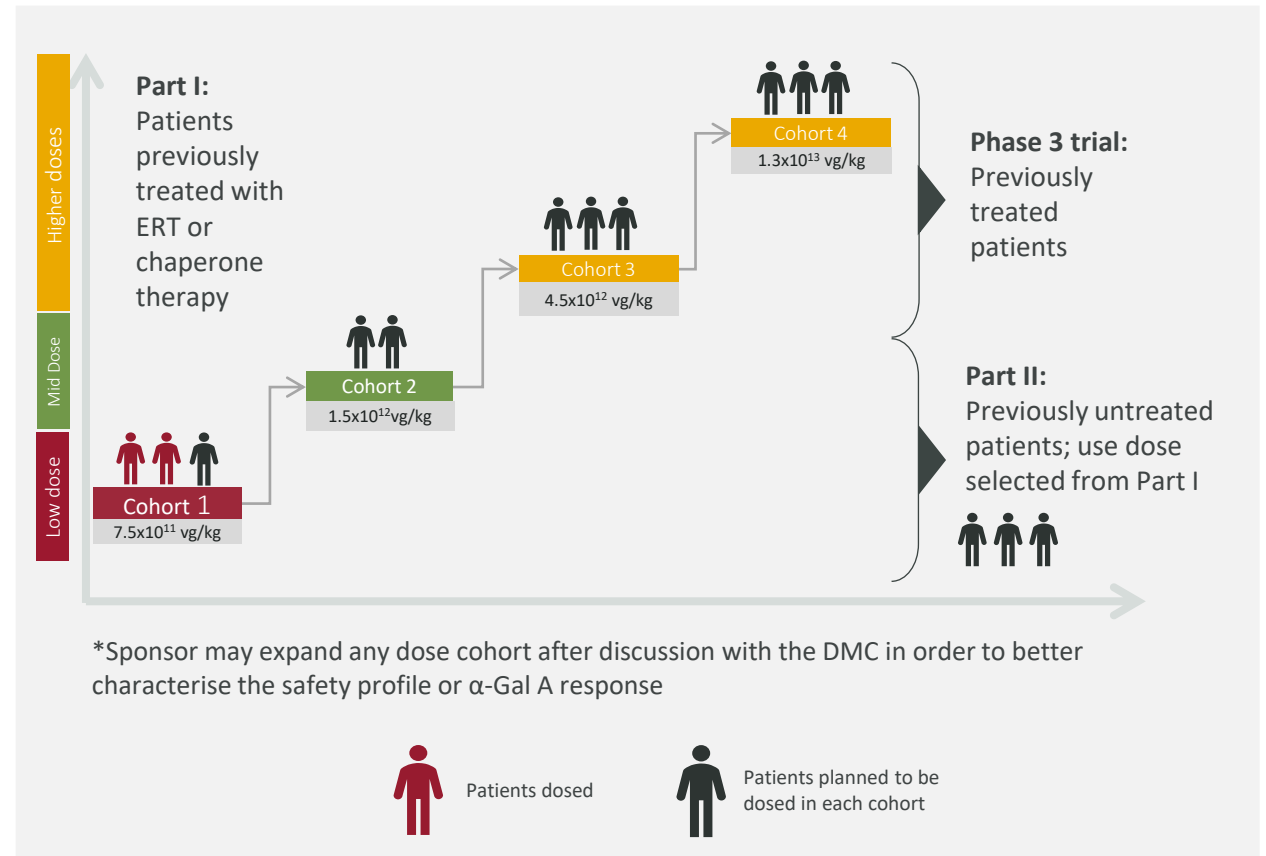 Higher doses
Mid Dose
Low dose
Part I:
Patients
previously
treated with
ERT or
chaperone
therapy
Cohort 1
7.5x10¹¹ vg/kg
Cohort 2
1.5x10¹²vg/kg
Cohort 3
4.5x10¹² vg/kg
Cohort 4
1.3x10¹³ vg/kg
Phase 3 trial:
Previously
treated
patients
Part II:
Previously untreated
patients; use dose
selected from Part I
*Sponsor may expand any dose cohort after discussion with the DMC in order to better
characterise the safety profile or α-Gal A response
Patients dosed
Patients planned to be
dosed in each cohort